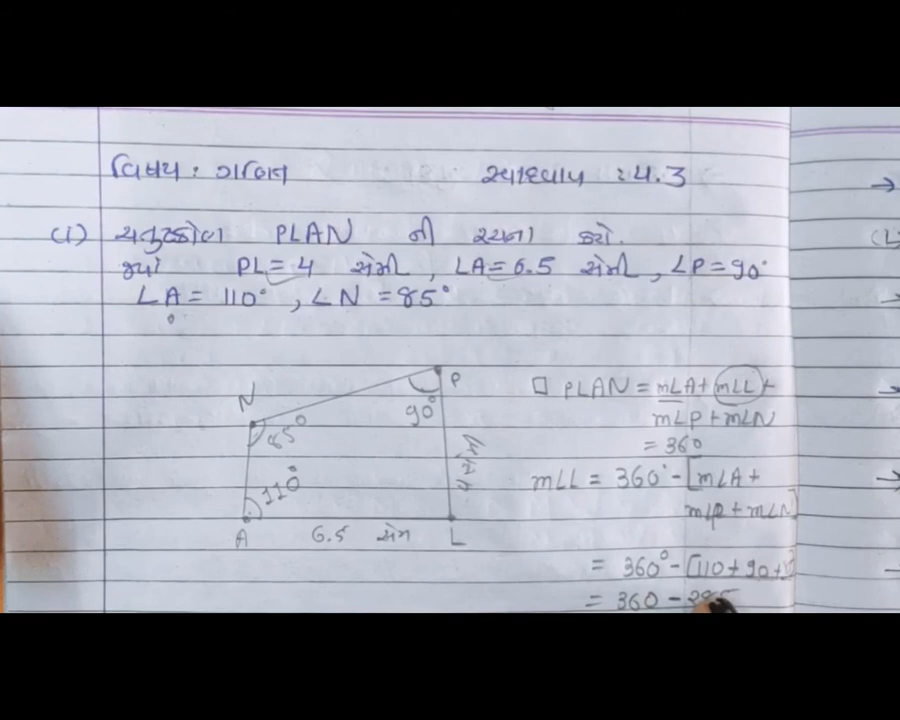 વિષય : ગણિત સ્વાધ્યાય : 4.3
(1) ચતુષ્કોણ PLAN ની રચના કરો.
જ્યાં PL = 4 સેમી, LA = 6.5 સેમી, ∠P = 90°
∠A = 110°, ∠N = 85°
N
P
90°
85°
110°
4 સેમી
A 6.5 સેમ L
□ PLAN = m∠A + m∠L +
m∠P + m∠N
= 360
m∠L = 360° - [m∠A +
m∠P + m∠N]
= 360° - [110 + 90 +
= 360 - 285